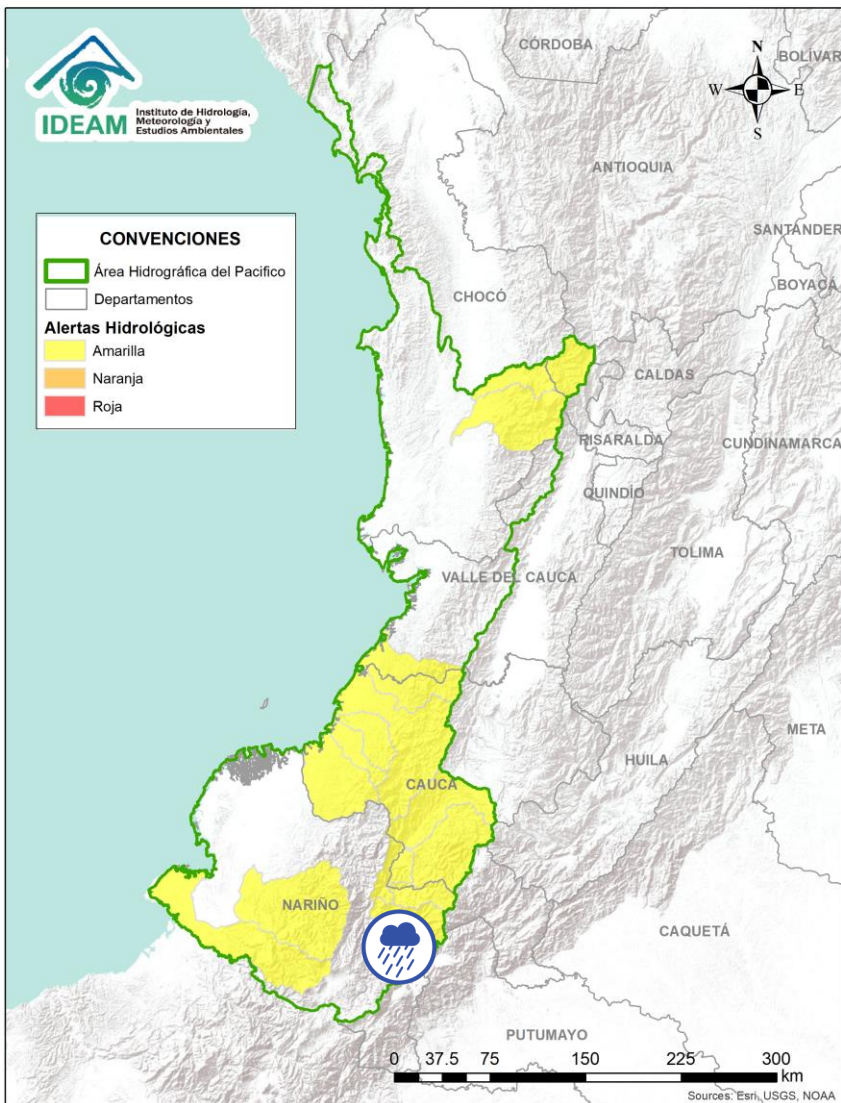 IDEAM
Instituto de Hidrología,
Meteorología y
Estudios Ambientales
CONVENCIONES
Área Hidrográfica del Pacifico
Departamentos
Alertas Hidrológicas
Amarilla
Naranja
Roja
N
W
E
S
CÓRDOBA
BOLÍVAR
ANTIOQUIA
SANTANDER
BOYACÁ
CHOCÓ
CALDAS
RISARALDA
CUNDINAMARCA
QUINDÍO
TOLIMA
VALLE DEL CAUCA
META
HUILA
CAUCA
NARIÑO
CAQUETÁ
PUTUMAYO
0 37.5 75 150 225 300
km
Sources: Esri, USGS, NOAA